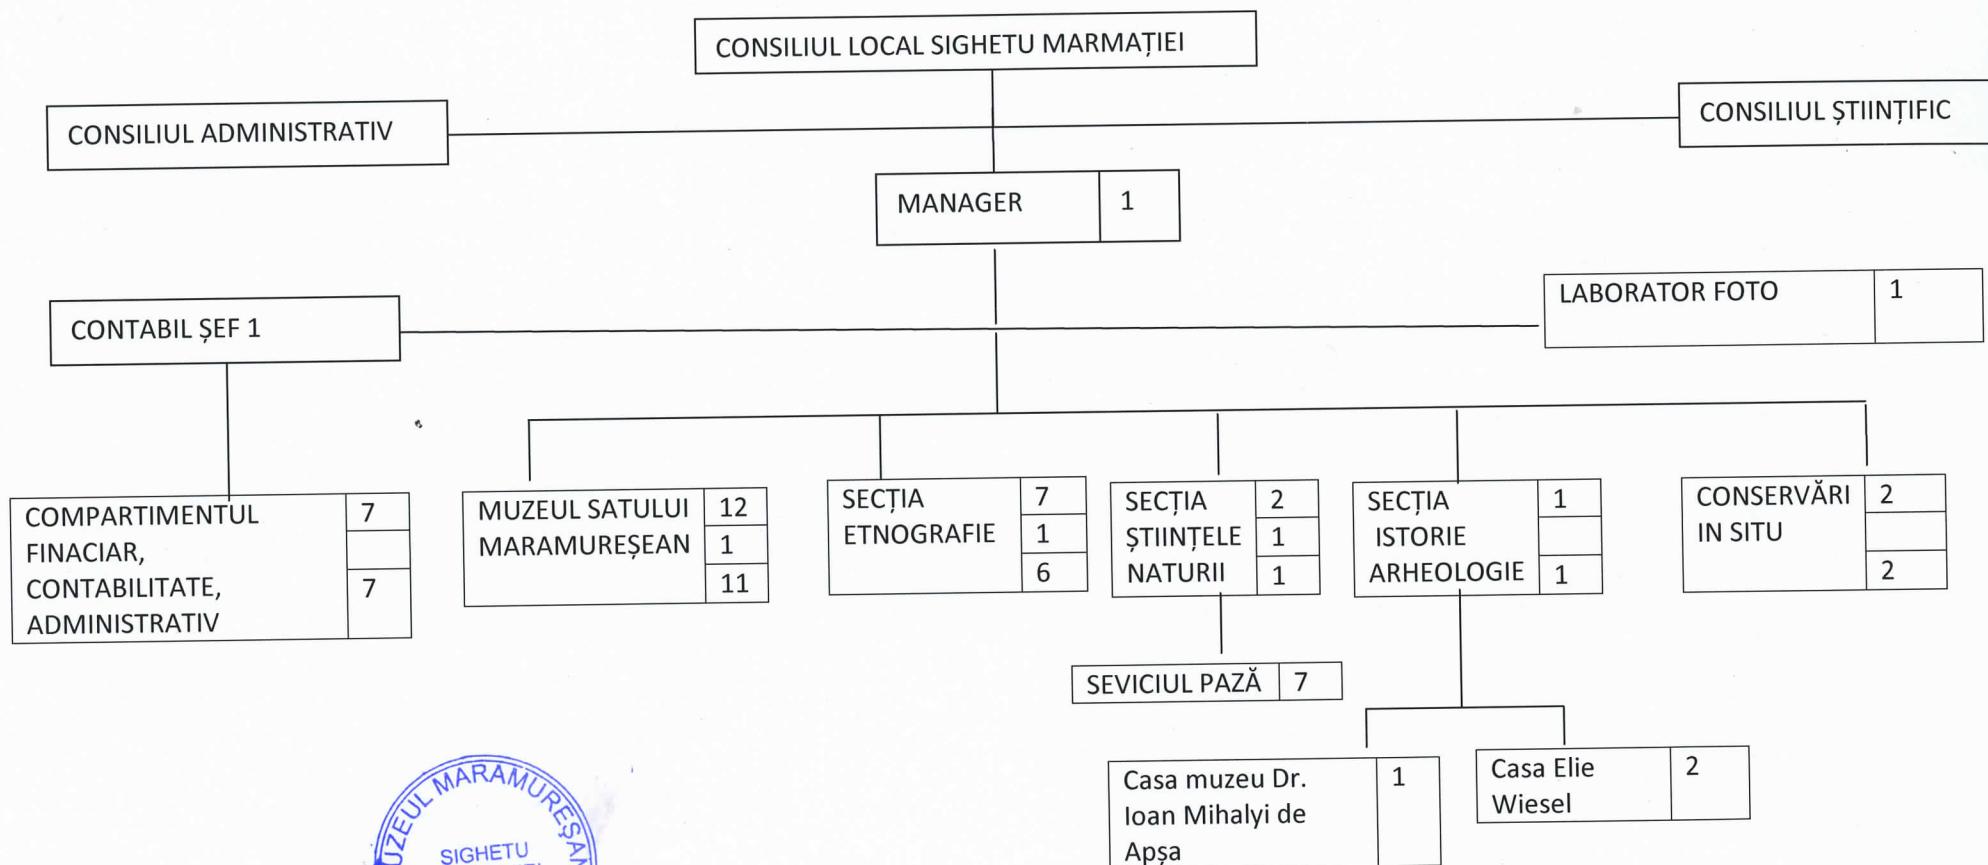 CONSILIUL LOCAL SIGHETU MARMAȚIEI
CONSILIUL ADMINISTRATIV
CONSILIUL ȘTIINȚIFIC
MANAGER 1
CONTABIL ȘEF 1
LABORATOR FOTO 1
COMPARTIMENTUL 7
FINACIAR,
CONTABILITATE, 7
ADMINISTRATIV
MUZEUL SATULUI 12
MARAMUREȘEAN 1
11
SECȚIA 7
ETNOGRAFIE 1
6
SECȚIA 2
ȘTIINȚELE 1
NATURII 1
SECȚIA 1
ISTORIE
ARHEOLOGIE 1
CONSERVĂRI 2
IN SITU
2
SEVICIUL PAZĂ 7
Casa muzeu Dr. 1
Ioan Mihalyi de
Apșa
Casa Elie 2
Wiesel
MARAMUREȘAN
SIGHETU